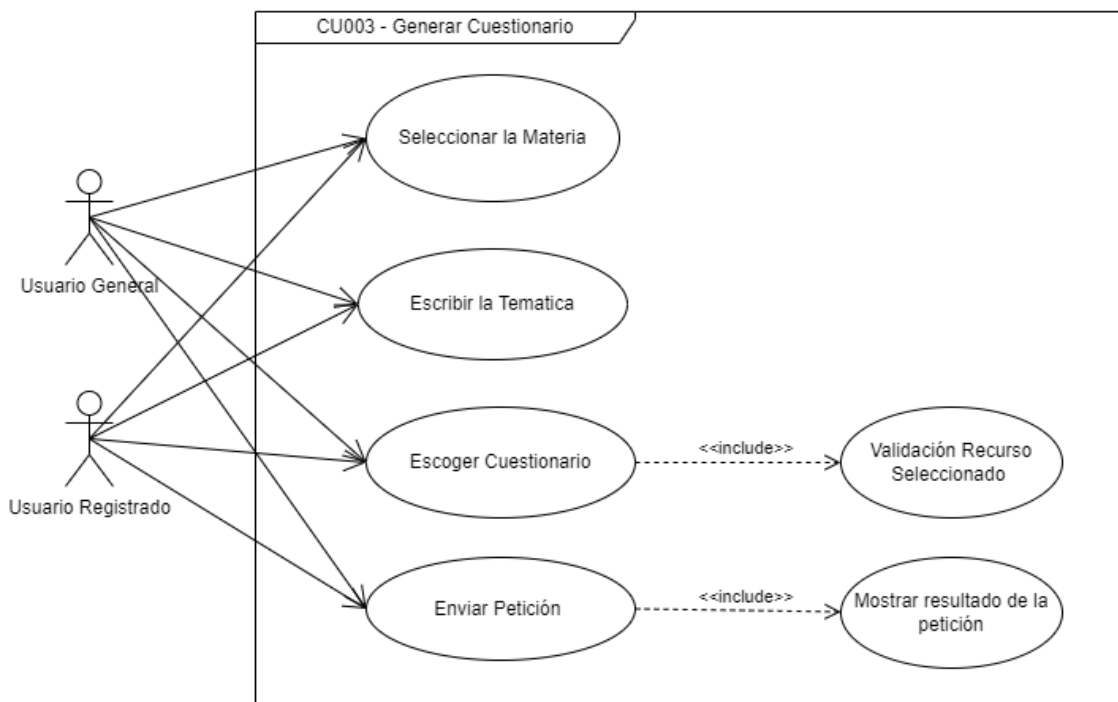 CU003 - Generar Cuestionario
Seleccionar la Materia
Usuario General
Escribir la Tematica
Usuario Registrado
Escoger Cuestionario
<<include>>
Validación Recurso
Seleccionado
Enviar Petición
<<include>>
Mostrar resultado de la
petición